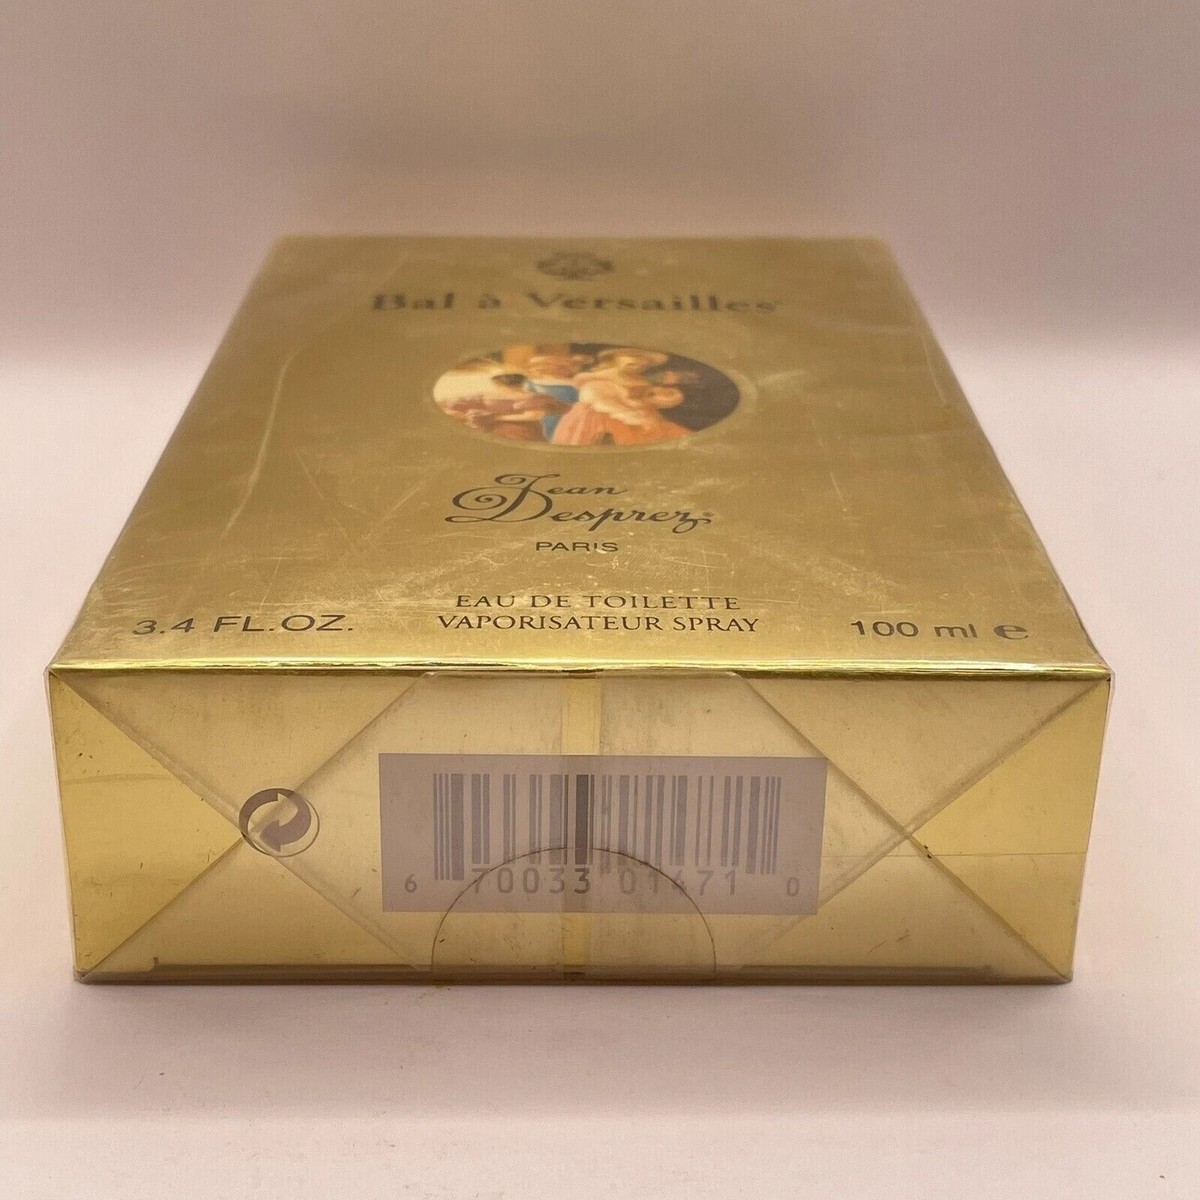 Bal à Versailles
Jean
Desprez®
PARIS
EAU DE TOILETTE
3.4 FL.OZ. VAPORISATEUR SPRAY 100 ml ℮
6 70033 01671 0